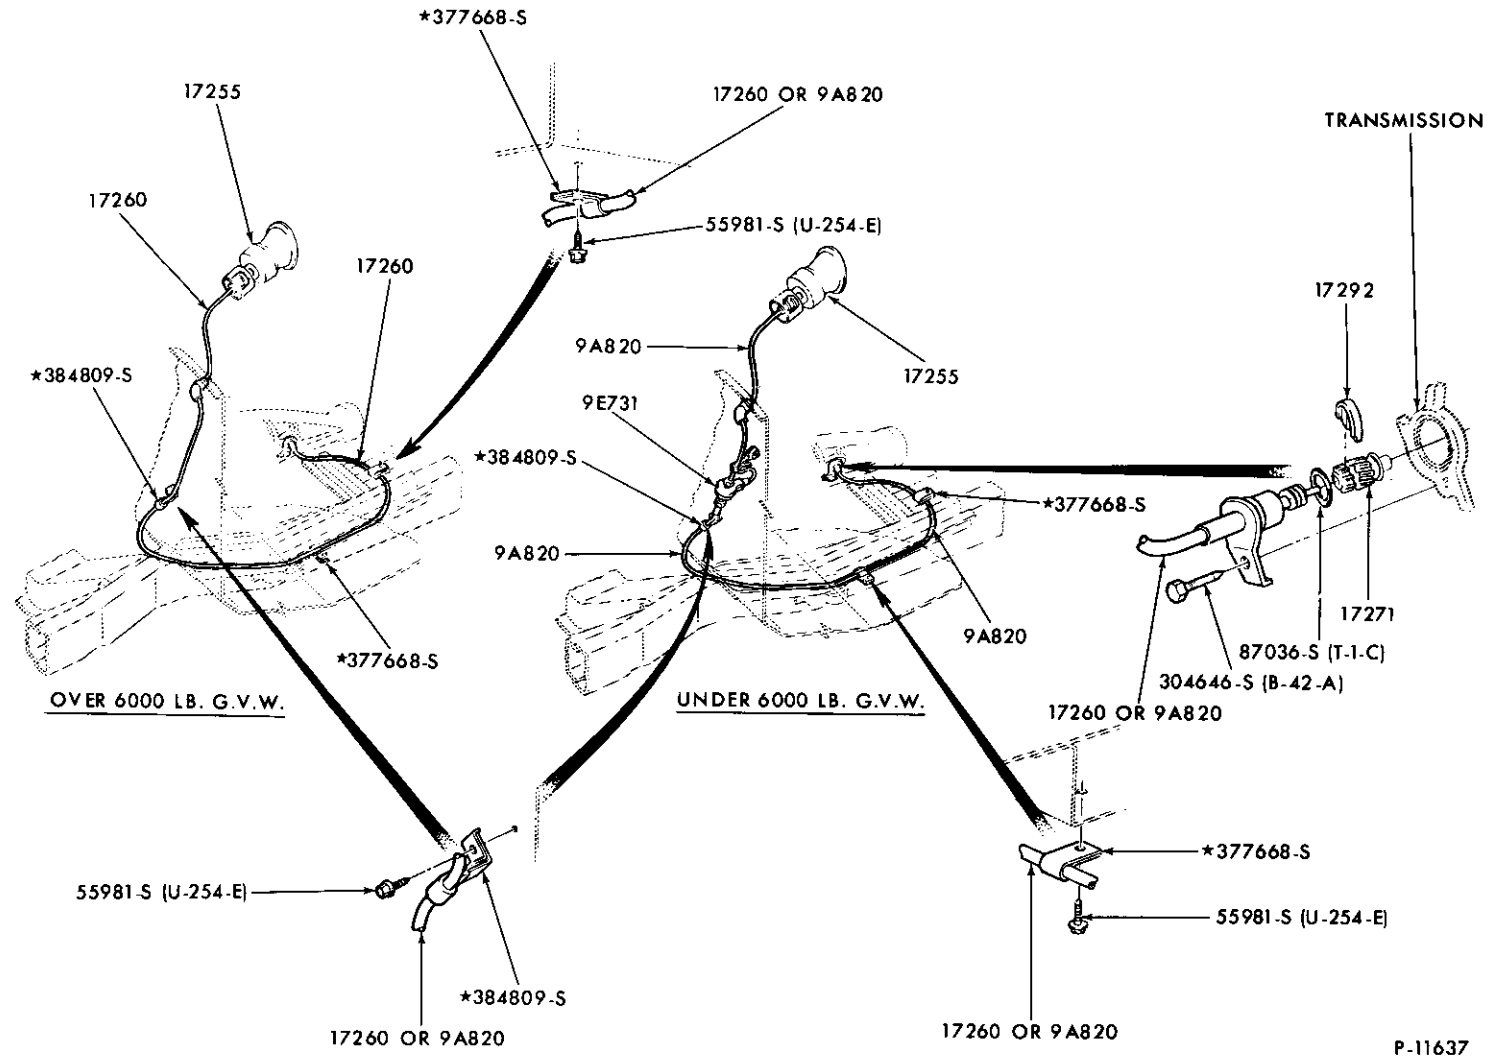 ★377668-S
17255
17260 OR 9A820
TRANSMISSION
17260
55981-S (U-254-E)
17260
17292
9A820
★384809-S
17255
9E731
★384809-S
★377668-S
9A820
17271
9A820
87036-S (T-1-C)
★377668-S
304646-S (B-42-A)
OVER 6000 LB. G.V.W.
UNDER 6000 LB. G.V.W.
17260 OR 9A820
★377668-S
55981-S (U-254-E)
55981-S (U-254-E)
★384809-S
17260 OR 9A820
17260 OR 9A820
P-11637